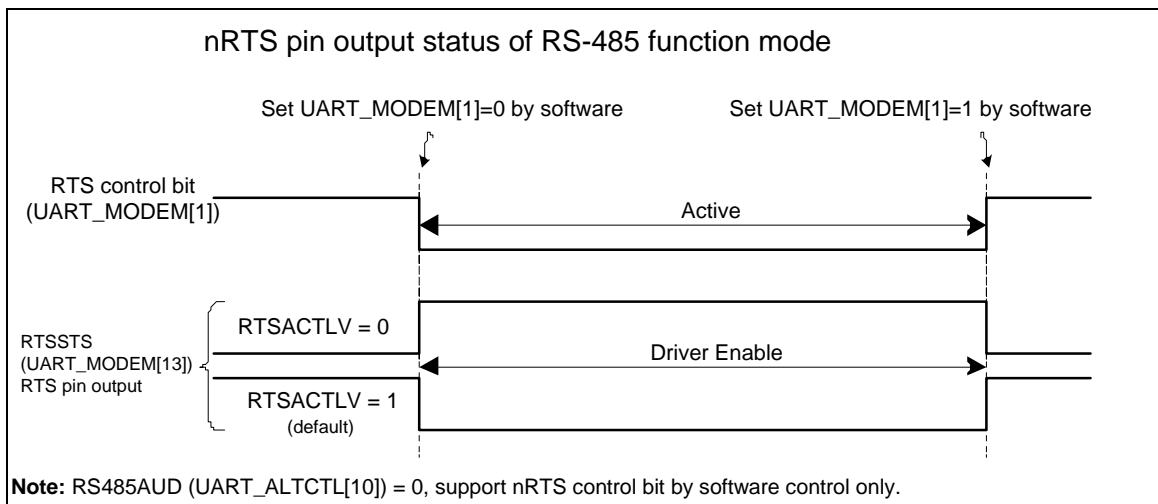 nRTS pin output status of RS-485 function mode
Set UART_MODEM[1]=0 by software
Set UART_MODEM[1]=1 by software
RTS control bit
(UART_MODEM[1])
Active
RTSACTLV = 0
RTSSTS
(UART_MODEM[13])
RTS pin output
Driver Enable
RTSACTLV = 1
(default)
Note: RS485AUD (UART_ALTCTL[10]) = 0, support nRTS control bit by software control only.